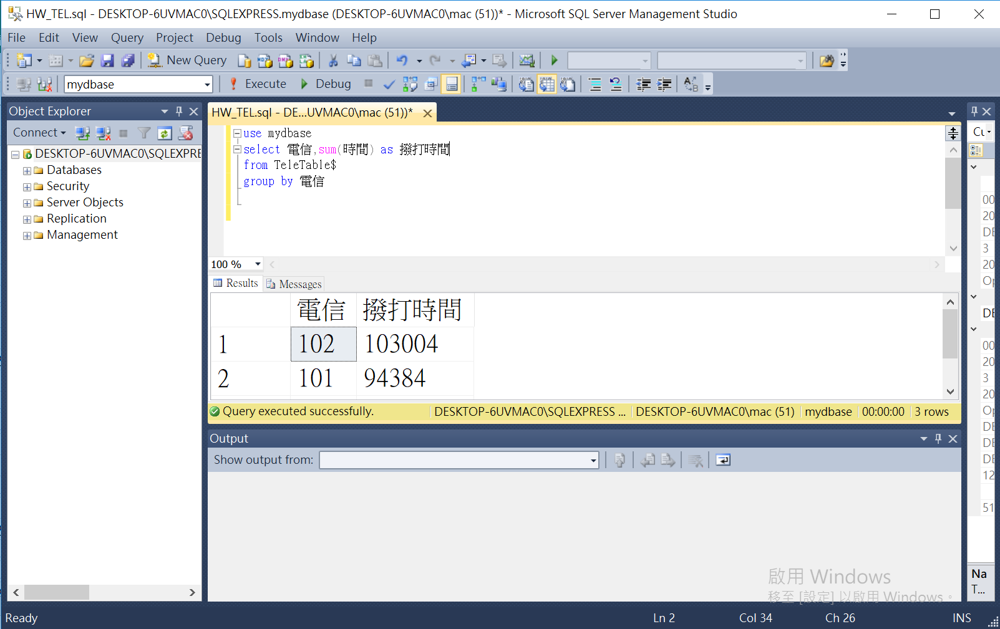 HW_TEL.sql - DESKTOP-6UVMAC0\SQLEXPRESS.mydbase (DESKTOP-6UVMAC0\mac (51))* - Microsoft SQL Server Management Studio
File Edit View Query Project Debug Tools Window Help
New Query
mydbase Execute Debug
Object Explorer
Connect
DESKTOP-6UVMAC0\SQLEXPRE
Databases
Security
Server Objects
Replication
Management
HW_TEL.sql - DE...UVMAC0\mac (51))*
use mydbase
select 電信,sum(時間) as 撥打時間
from TeleTable$
group by 電信
100 %
Results Messages
電信 撥打時間
1 102 103004
2 101 94384
Query executed successfully. DESKTOP-6UVMAC0\SQLEXPRESS ... DESKTOP-6UVMAC0\mac (51) mydbase 00:00:00 3 rows
Output
Show output from:
00
20
DE
3
20
Op
DE
00
20
3
20
Op
DE
DE
DE
12
51
Na
T...
啟用 Windows
移至 [設定] 以啟用 Windows。
Ready Ln 2 Col 34 Ch 26 INS